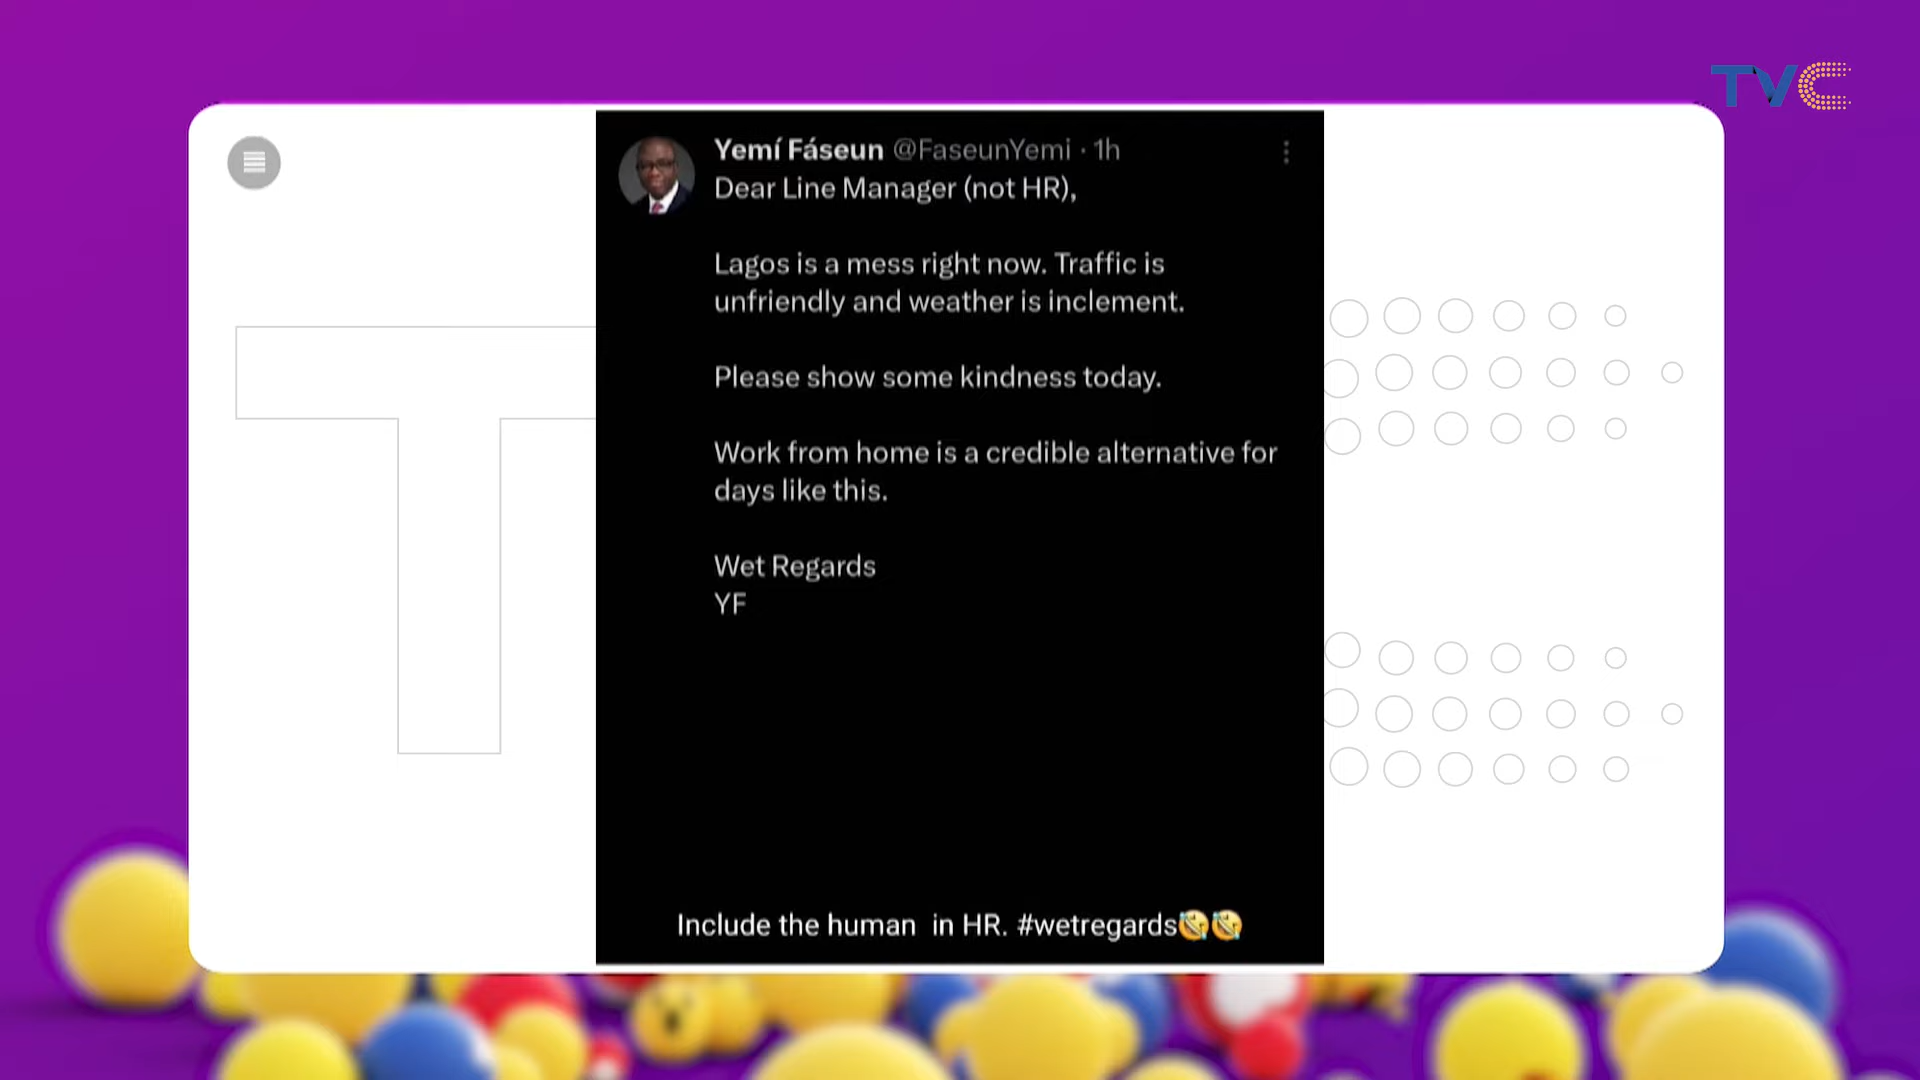 TVC
Yemí Fáseun @FaseunYemi · 1h
Dear Line Manager (not HR),
Lagos is a mess right now. Traffic is
unfriendly and weather is inclement.
Please show some kindness today.
Work from home is a credible alternative for
days like this.
Wet Regards
YF
Include the human in HR. #wetregards🤣🤣